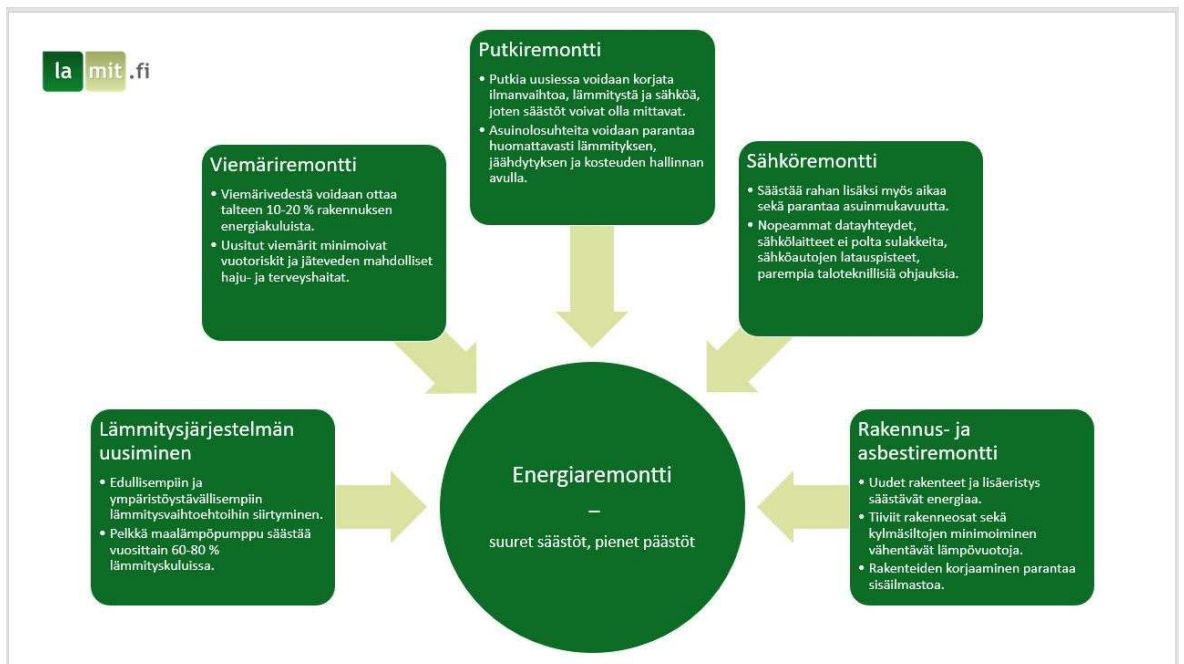 la mit .fi
Putkiremontti
• Putkia uusiessa voidaan korjata
ilmanvaihtoa, lämmitystä ja sähköä,
joten säästöt voivat olla mittavat.
• Asuinolosuhteita voidaan parantaa
huomattavasti lämmityksen,
jäähdytyksen ja kosteuden hallinnan
avulla.
Viemäriremontti
• Viemärivedestä voidaan ottaa
talteen 10-20 % rakennuksen
energiakuluista.
• Uusitut viemärit minimoivat
vuotoriskit ja jäteveden mahdolliset
haju- ja terveyshaitat.
Sähköremontti
• Säästää rahan lisäksi myös aikaa
sekä parantaa asuinmukavuutta.
• Nopeammat datayhteydet,
sähkölaitteet ei polta sulakkeita,
sähköautojen latauspisteet,
parempia taloteknillisiä ohjauksia.
Lämmitysjärjestelmän
uusiminen
• Edullisempiin ja
ympäristöystävällisempiin
lämmitysvaihtoehtoihin siirtyminen.
• Pelkkä maalämpöpumppu säästää
vuosittain 60-80 %
lämmityskuluissa.
Energiaremontti
–
suuret säästöt, pienet päästöt
Rakennus- ja
asbestiremontti
• Uudet rakenteet ja lisäeristys
säästävät energiaa.
• Tiiviit rakenneosat sekä
kylmäsiltojen minimoiminen
vähentävät lämpövuotoja.
• Rakenteiden korjaaminen parantaa
sisäilmastoa.